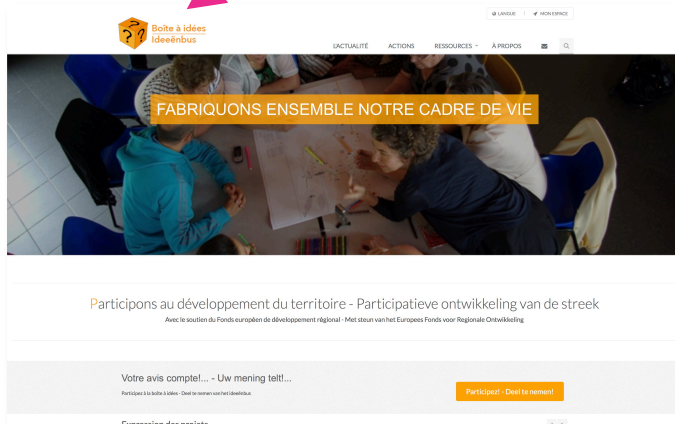 LANGUE | MON ESPACE
Boîte à idées
Ideeënbus
L'ACTUALITÉ ACTIONS RESSOURCES À PROPOS
FABRIQUONS ENSEMBLE NOTRE CADRE DE VIE
Participons au développement du territoire - Participatieve ontwikkeling van de streek
Avec le soutien du Fonds européen de développement régional - Met steun van het Europees Fonds voor Regionale Ontwikkeling
Votre avis compte!... - Uw mening telt!...
Participez à la boîte à idées - Deel te nemen van het ideeënbus
Participez! - Deel te nemen!
Expression des projets